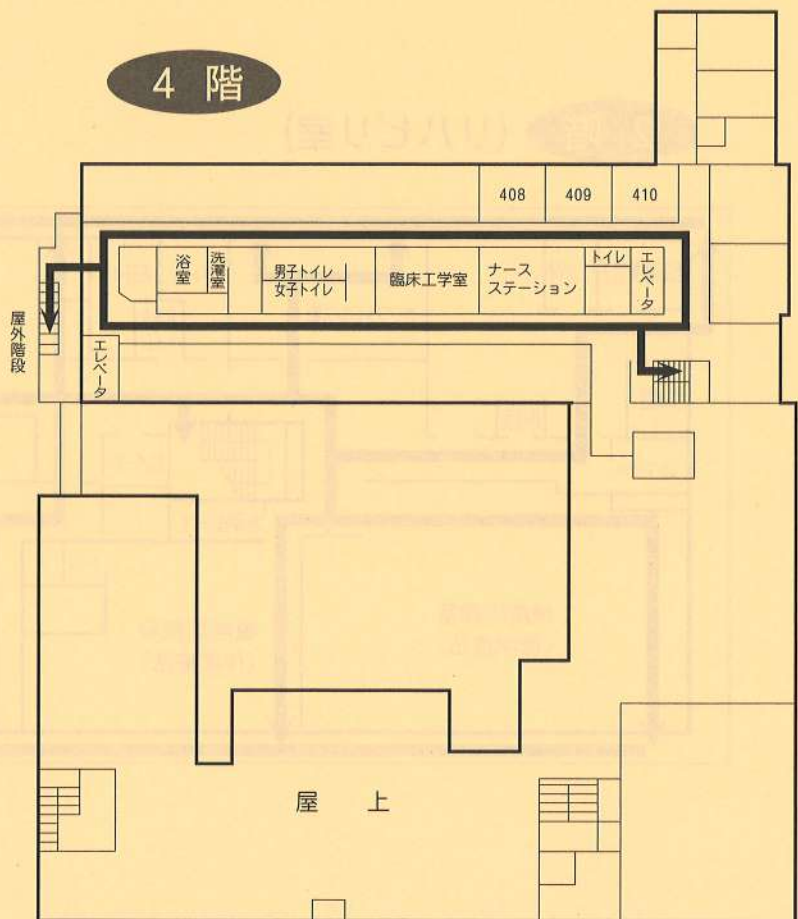 4 階
408
409
410
浴室
洗濯室
男子トイレ
女子トイレ
臨床工学室
ナース
ステーション
トイレ
エレベータ
屋外階段
エレベータ
屋 上